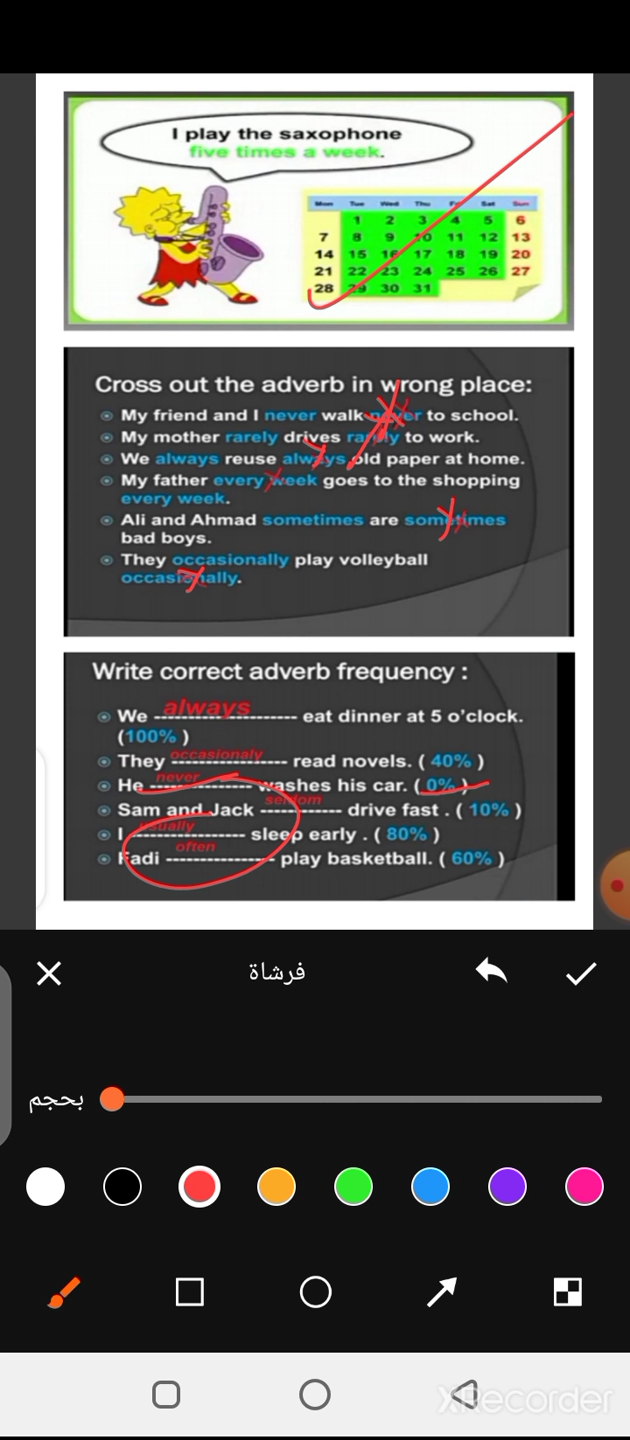 I play the saxophone
five times a week.
Mon Tue Wed Thu Fri Sat Sun
1 2 3 4 5 6
7 8 9 10 11 12 13
14 15 16 17 18 19 20
21 22 23 24 25 26 27
28 29 30 31
Cross out the adverb in wrong place:
My friend and I never walk never to school.
My mother rarely drives rarely to work.
We always reuse always old paper at home.
My father every week goes to the shopping
every week.
Ali and Ahmad sometimes are sometimes
bad boys.
They occasionally play volleyball
occasionally.
Write correct adverb frequency :
We always eat dinner at 5 o'clock.
(100% )
They occasionaly read novels. ( 40% )
He never washes his car. ( 0% )
Sam and Jack seldom drive fast . ( 10% )
I usually sleep early . ( 80% )
Fadi often play basketball. ( 60% )
فرشاة
بحجم
XRecorder